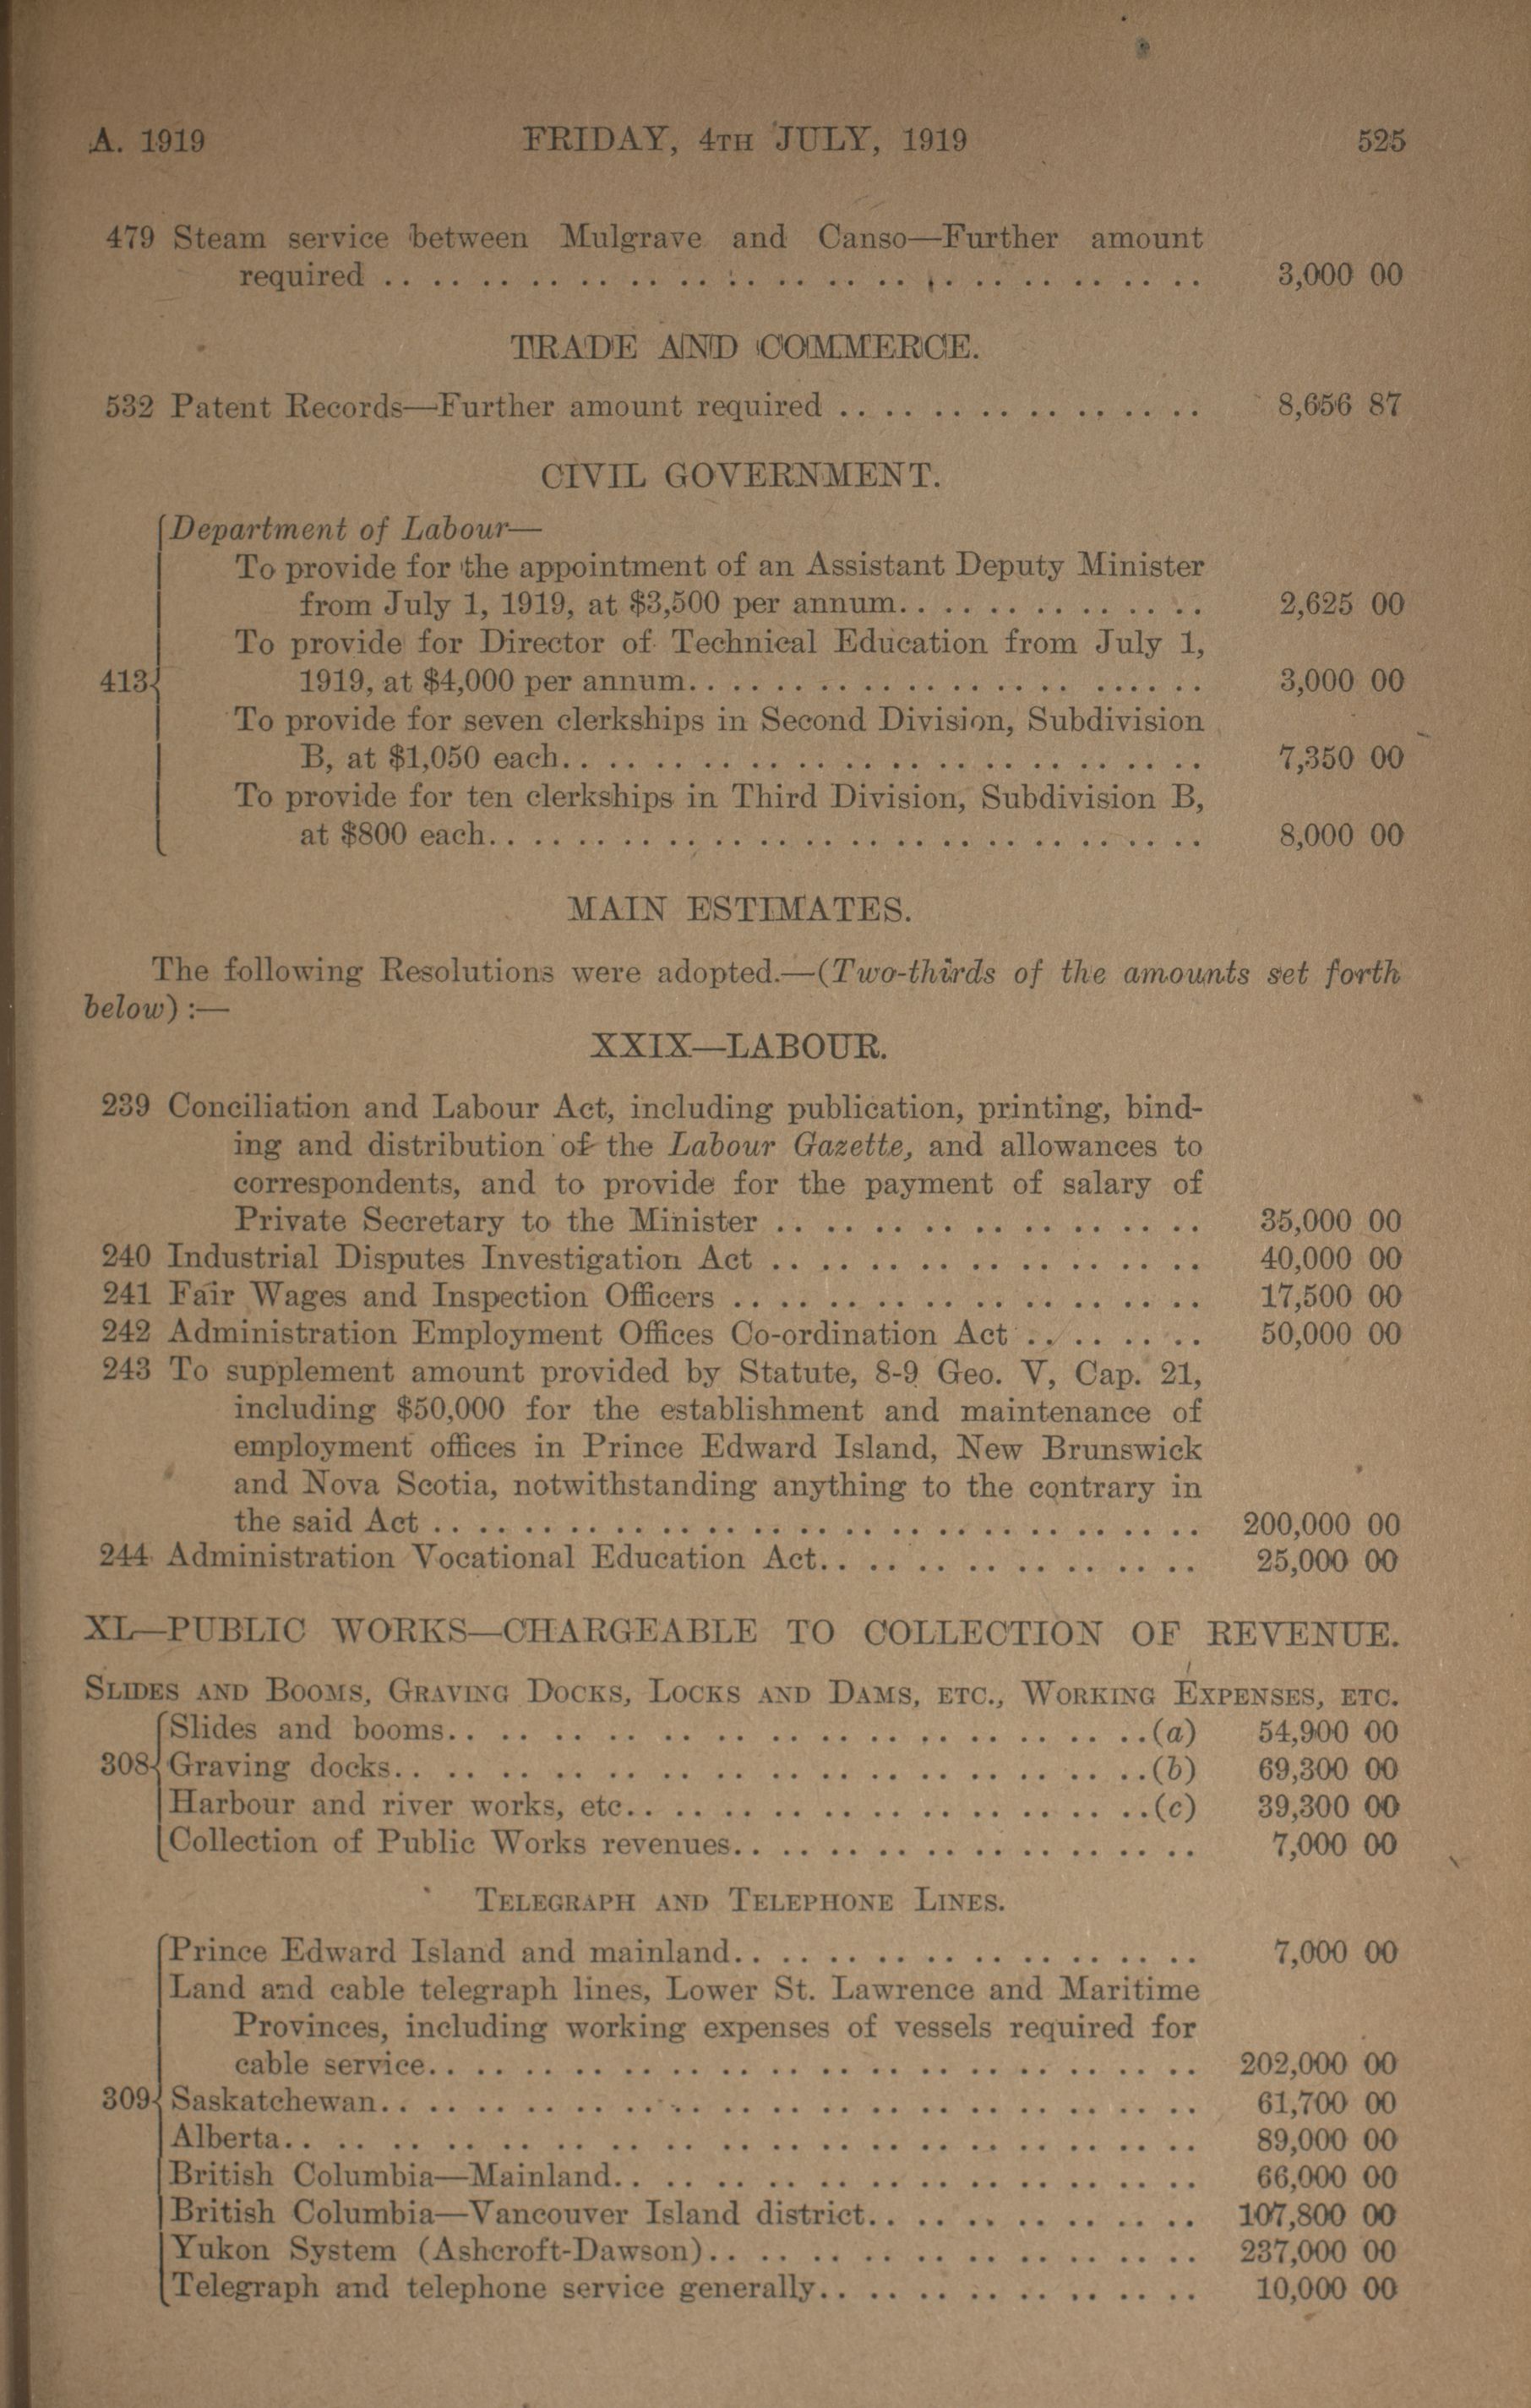 A. 1919 FRIDAY, 4TH JULY, 1919 525
479 Steam service between Mulgrave and Canso—Further amount
required .. .. .. .. .. .. .. .. .. .. .. .. .. .. .. .. .. 3,000 00
TRADE AND COMMERCE.
532 Patent Records—Further amount required .. .. .. .. .. .. .. .. 8,656 87
CIVIL GOVERNMENT.
Department of Labour—
To provide for the appointment of an Assistant Deputy Minister
from July 1, 1919, at $3,500 per annum.. .. .. .. .. .. .. 2,625 00
To provide for Director of Technical Education from July 1,
413 1919, at $4,000 per annum.. .. .. .. .. .. .. .. .. .. .. 3,000 00
To provide for seven clerkships in Second Division, Subdivision
B, at $1,050 each.. .. .. .. .. .. .. .. .. .. .. .. .. .. 7,350 00
To provide for ten clerkships in Third Division, Subdivision B,
at $800 each.. .. .. .. .. .. .. .. .. .. .. .. .. .. .. .. 8,000 00
MAIN ESTIMATES.
The following Resolutions were adopted.—(Two-thirds of the amounts set forth
below) :—
XXIX—LABOUR.
239 Conciliation and Labour Act, including publication, printing, bind-
ing and distribution of the Labour Gazette, and allowances to
correspondents, and to provide for the payment of salary of
Private Secretary to the Minister .. .. .. .. .. .. .. .. .. 35,000 00
240 Industrial Disputes Investigation Act .. .. .. .. .. .. .. .. .. 40,000 00
241 Fair Wages and Inspection Officers .. .. .. .. .. .. .. .. .. .. 17,500 00
242 Administration Employment Offices Co-ordination Act .. .. .. .. 50,000 00
243 To supplement amount provided by Statute, 8-9 Geo. V, Cap. 21,
including $50,000 for the establishment and maintenance of
employment offices in Prince Edward Island, New Brunswick
and Nova Scotia, notwithstanding anything to the contrary in
the said Act .. .. .. .. .. .. .. .. .. .. .. .. .. .. .. .. .. 200,000 00
244 Administration Vocational Education Act.. .. .. .. .. .. .. .. 25,000 00
XL—PUBLIC WORKS—CHARGEABLE TO COLLECTION OF REVENUE.
SLIDES AND BOOMS, GRAVING DOCKS, LOCKS AND DAMS, ETC., WORKING EXPENSES, ETC.
Slides and booms.. .. .. .. .. .. .. .. .. .. .. .. .. ..(a) 54,900 00
308 Graving docks.. .. .. .. .. .. .. .. .. .. .. .. .. .. ..(b) 69,300 00
Harbour and river works, etc.. .. .. .. .. .. .. .. .. .. ..(c) 39,300 00
Collection of Public Works revenues.. .. .. .. .. .. .. .. .. .. 7,000 00
TELEGRAPH AND TELEPHONE LINES.
Prince Edward Island and mainland.. .. .. .. .. .. .. .. .. .. 7,000 00
Land and cable telegraph lines, Lower St. Lawrence and Maritime
Provinces, including working expenses of vessels required for
cable service.. .. .. .. .. .. .. .. .. .. .. .. .. .. .. .. 202,000 00
309 Saskatchewan.. .. .. .. .. .. .. .. .. .. .. .. .. .. .. .. .. 61,700 00
Alberta.. .. .. .. .. .. .. .. .. .. .. .. .. .. .. .. .. .. 89,000 00
British Columbia—Mainland.. .. .. .. .. .. .. .. .. .. .. .. 66,000 00
British Columbia—Vancouver Island district.. .. .. .. .. .. .. 107,800 00
Yukon System (Ashcroft-Dawson).. .. .. .. .. .. .. .. .. .. 237,000 00
Telegraph and telephone service generally.. .. .. .. .. .. .. .. 10,000 00